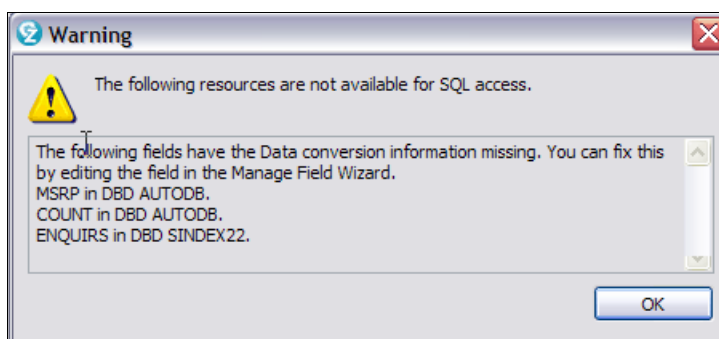 Warning
The following resources are not available for SQL access.
The following fields have the Data conversion information missing. You can fix this
by editing the field in the Manage Field Wizard.
MSRP in DBD AUTODB.
COUNT in DBD AUTODB.
ENQUIRS in DBD SINDEX22.
OK